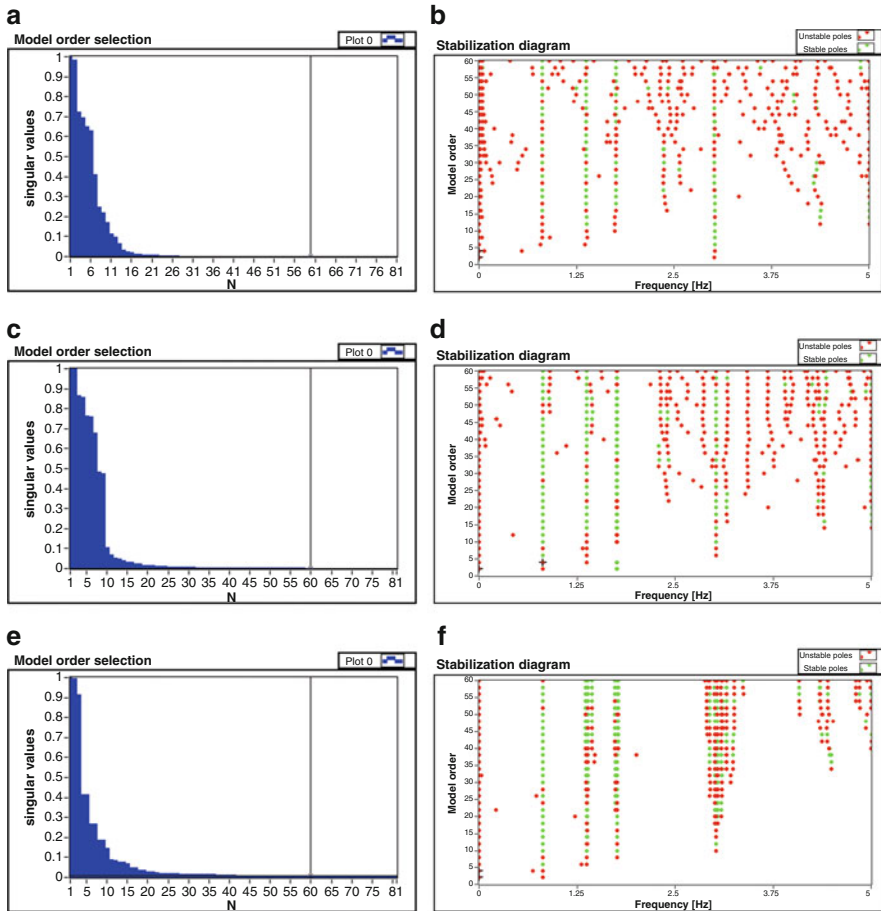 a
Model order selection
Plot 0
1
0.9
0.8
0.7
0.6
0.5
0.4
0.3
0.2
0.1
0
singular values
1 6 11 16 21 26 31 36 41 46 51 56 61 66 71 76 81
N
b
Unstable poles
Stable poles
Stabilization diagram
60
55
50
45
40
35
30
25
20
15
10
5
0
Model order
0 1.25 2.5 3.75 5
Frequency [Hz]
c
Model order selection
Plot 0
1
0.9
0.8
0.7
0.6
0.5
0.4
0.3
0.2
0.1
0
singular values
1 5 10 15 20 25 30 35 40 45 50 55 60 65 70 75 81
N
d
Unstable poles
Stable poles
Stabilization diagram
60
55
50
45
40
35
30
25
20
15
10
5
0
Model order
0 1.25 2.5 3.75 5
Frequency [Hz]
e
Model order selection
Plot 0
1
0.9
0.8
0.7
0.6
0.5
0.4
0.3
0.2
0.1
0
singular values
1 5 10 15 20 25 30 35 40 45 50 55 60 65 70 75 81
N
f
Unstable poles
Stable poles
Stabilization diagram
60
55
50
45
40
35
30
25
20
15
10
5
0
Model order
0 1.25 2.5 3.75 5
Frequency [Hz]